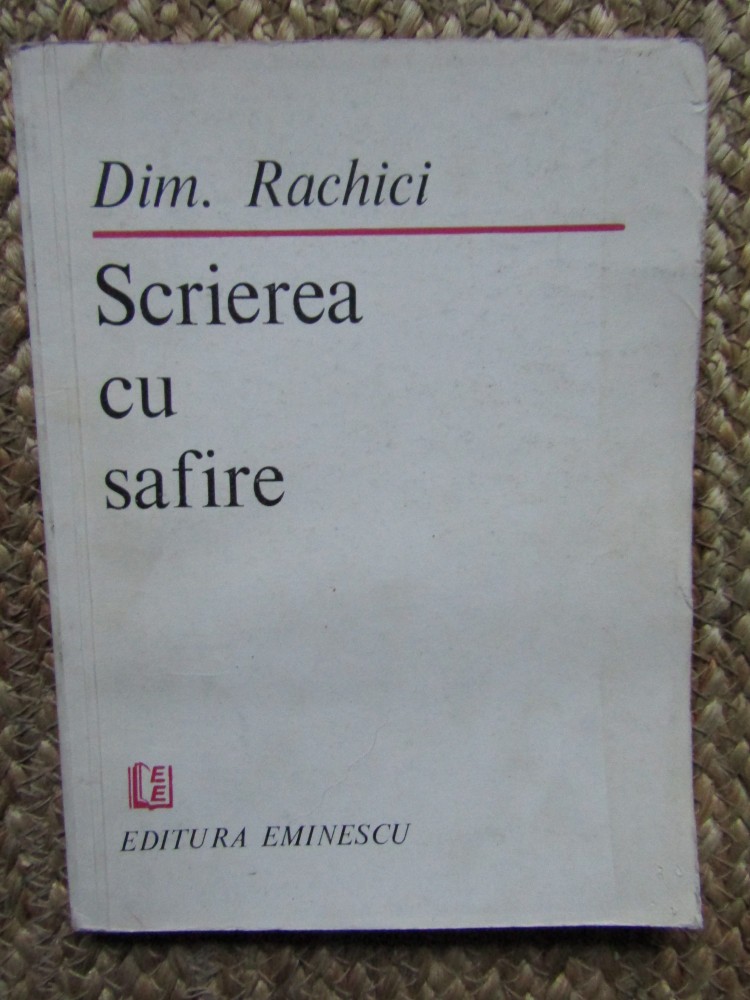 Dim. Rachici
Scrierea
cu
safire
E
E
EDITURA EMINESCU